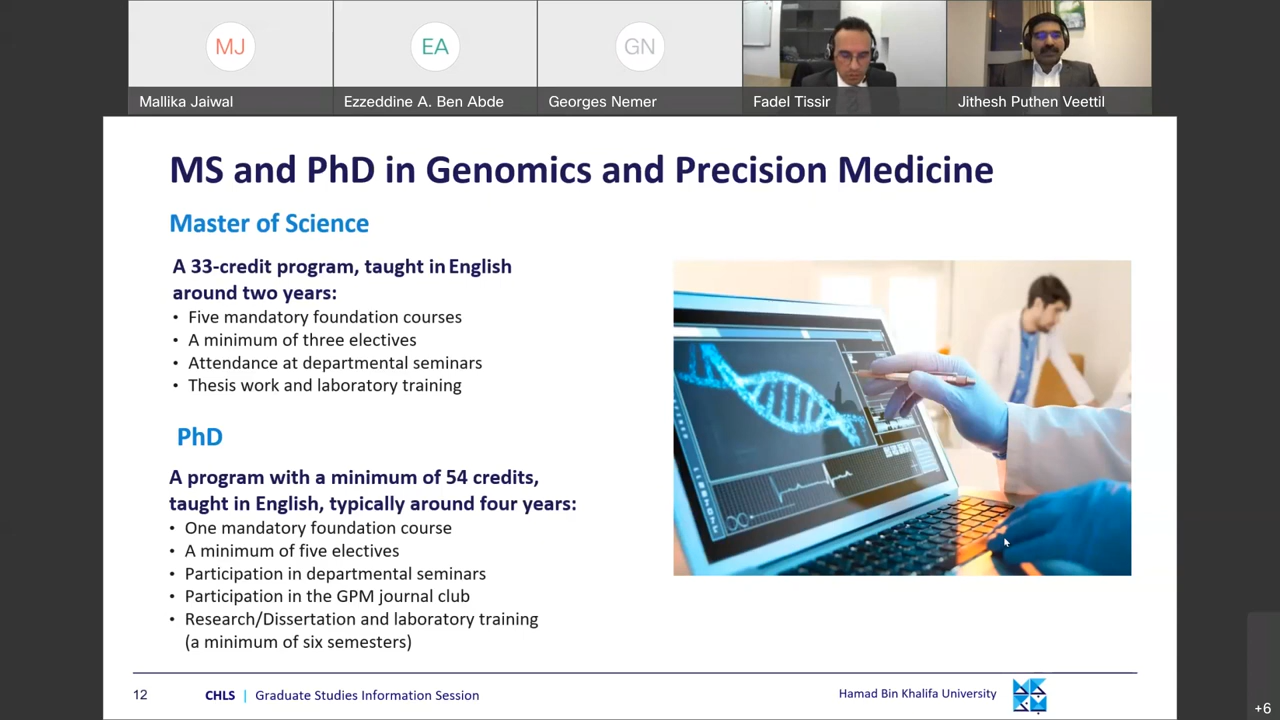 MJ
EA
GN
Mallika Jaiwal
Ezzeddine A. Ben Abde
Georges Nemer
Fadel Tissir
Jithesh Puthen Veettil
MS and PhD in Genomics and Precision Medicine
Master of Science
A 33-credit program, taught in English
around two years:
• Five mandatory foundation courses
• A minimum of three electives
• Attendance at departmental seminars
• Thesis work and laboratory training
PhD
A program with a minimum of 54 credits,
taught in English, typically around four years:
• One mandatory foundation course
• A minimum of five electives
• Participation in departmental seminars
• Participation in the GPM journal club
• Research/Dissertation and laboratory training
(a minimum of six semesters)
12
CHLS | Graduate Studies Information Session
Hamad Bin Khalifa University
+6